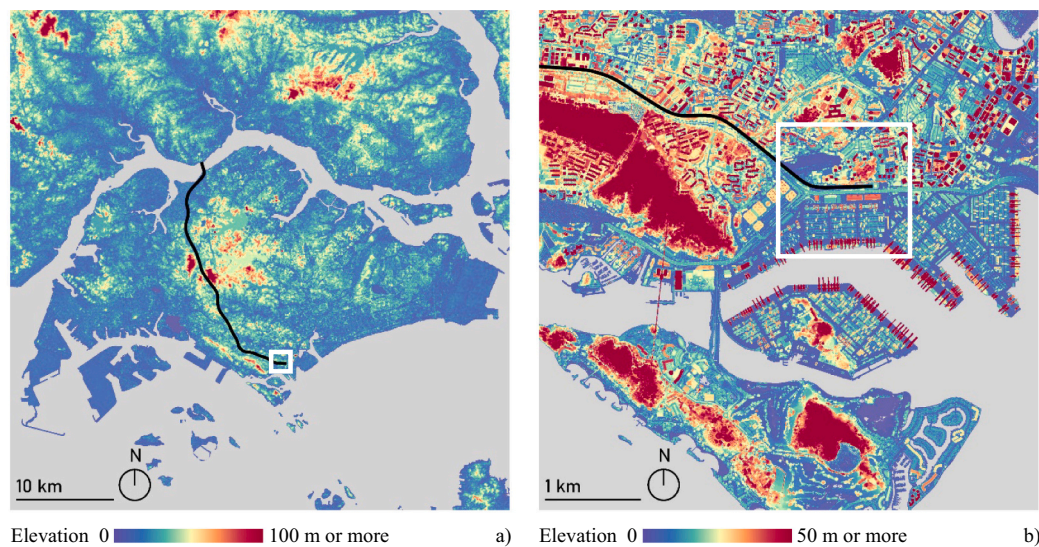 N
10 km
Elevation 0 100 m or more a)
N
1 km
Elevation 0 50 m or more b)